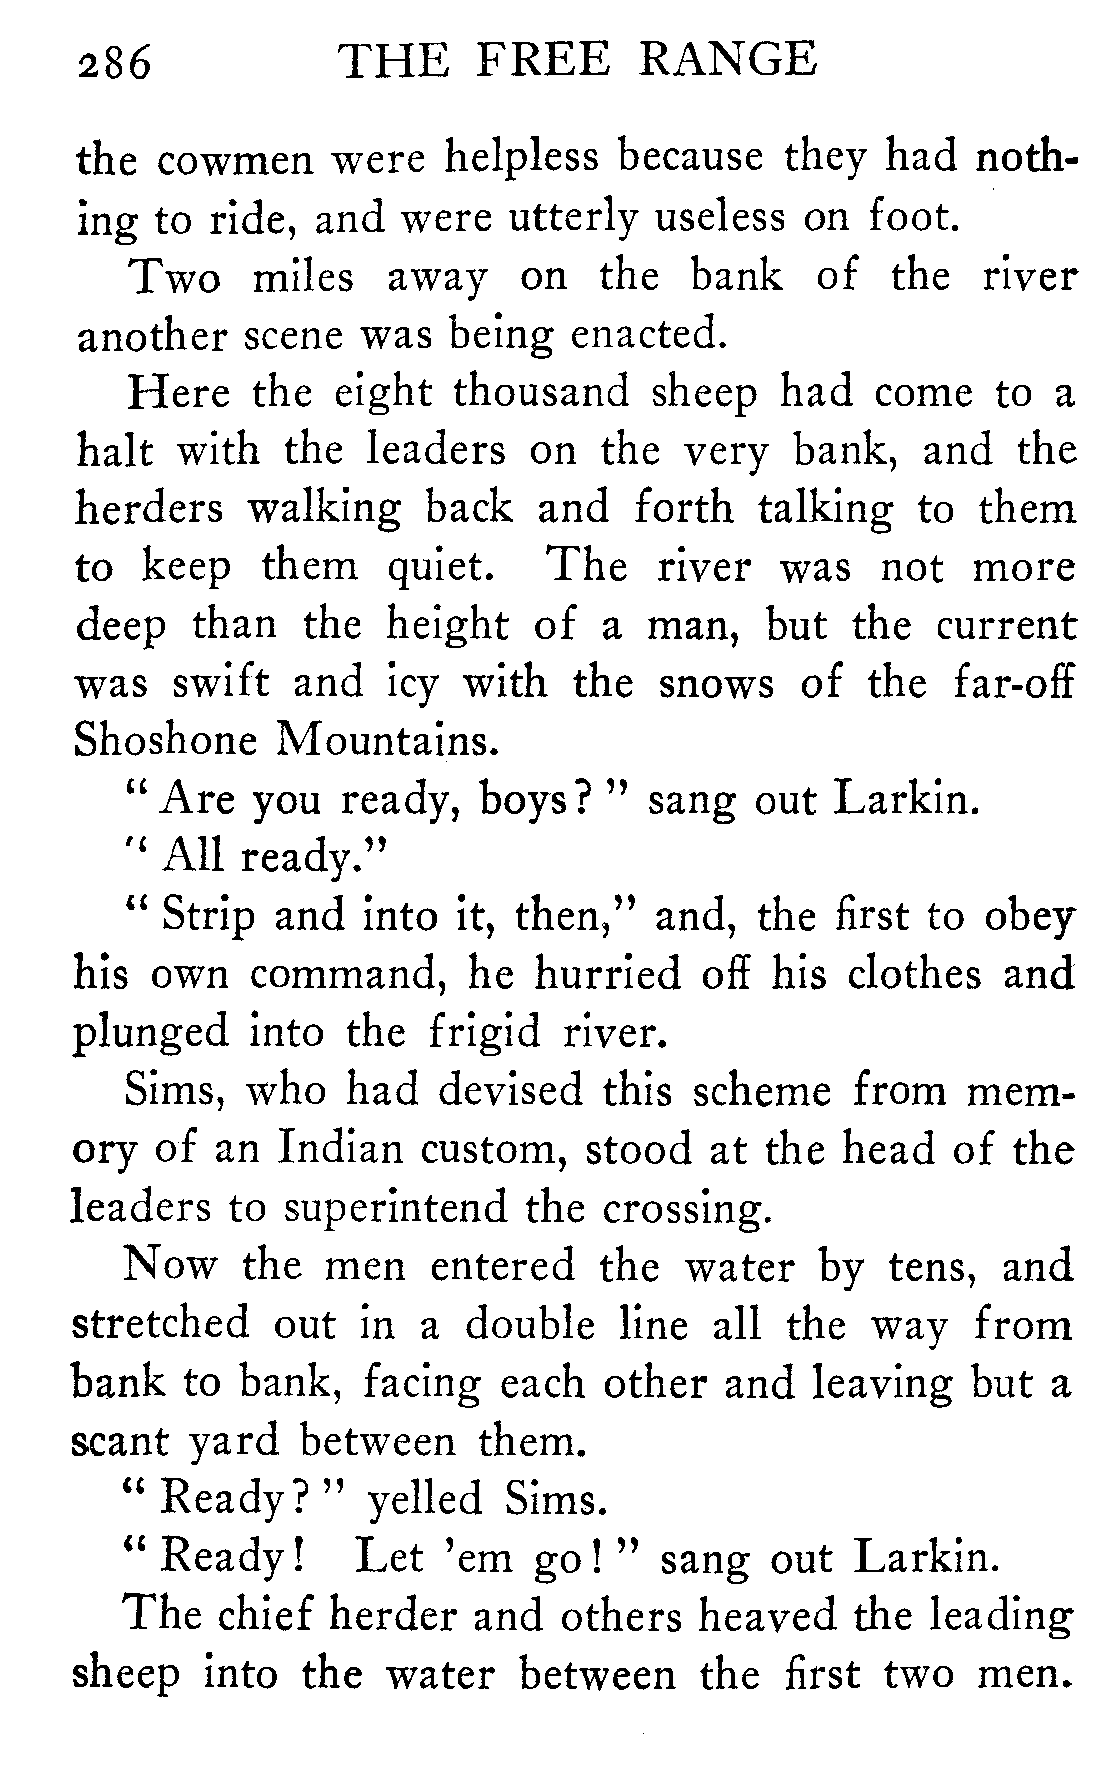 286 THE FREE RANGE
the cowmen were helpless because they had noth-
ing to ride, and were utterly useless on foot.
Two miles away on the bank of the river
another scene was being enacted.
Here the eight thousand sheep had come to a
halt with the leaders on the very bank, and the
herders walking back and forth talking to them
to keep them quiet. The river was not more
deep than the height of a man, but the current
was swift and icy with the snows of the far-off
Shoshone Mountains.
“ Are you ready, boys? ” sang out Larkin.
“ All ready.”
“ Strip and into it, then,” and, the first to obey
his own command, he hurried off his clothes and
plunged into the frigid river.
Sims, who had devised this scheme from mem-
ory of an Indian custom, stood at the head of the
leaders to superintend the crossing.
Now the men entered the water by tens, and
stretched out in a double line all the way from
bank to bank, facing each other and leaving but a
scant yard between them.
“ Ready? ” yelled Sims.
“ Ready! Let ’em go! ” sang out Larkin.
The chief herder and others heaved the leading
sheep into the water between the first two men.